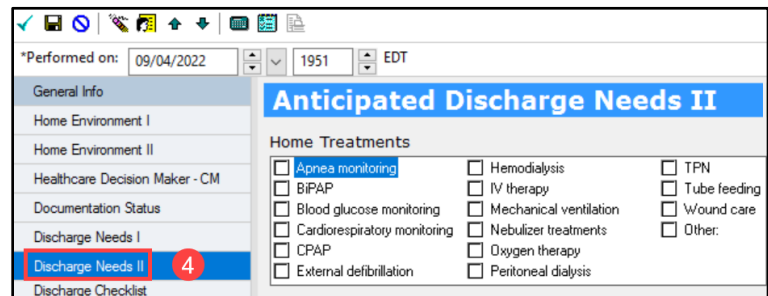 *Performed on: 09/04/2022 1951 EDT
General Info
Home Environment I
Home Environment II
Healthcare Decision Maker - CM
Documentation Status
Discharge Needs I
Discharge Needs II 4
Discharge Checklist
Anticipated Discharge Needs II
Home Treatments
Apnea monitoring
BiPAP
Blood glucose monitoring
Cardiorespiratory monitoring
CPAP
External defibrillation
Hemodialysis
IV therapy
Mechanical ventilation
Nebulizer treatments
Oxygen therapy
Peritoneal dialysis
TPN
Tube feeding
Wound care
Other: